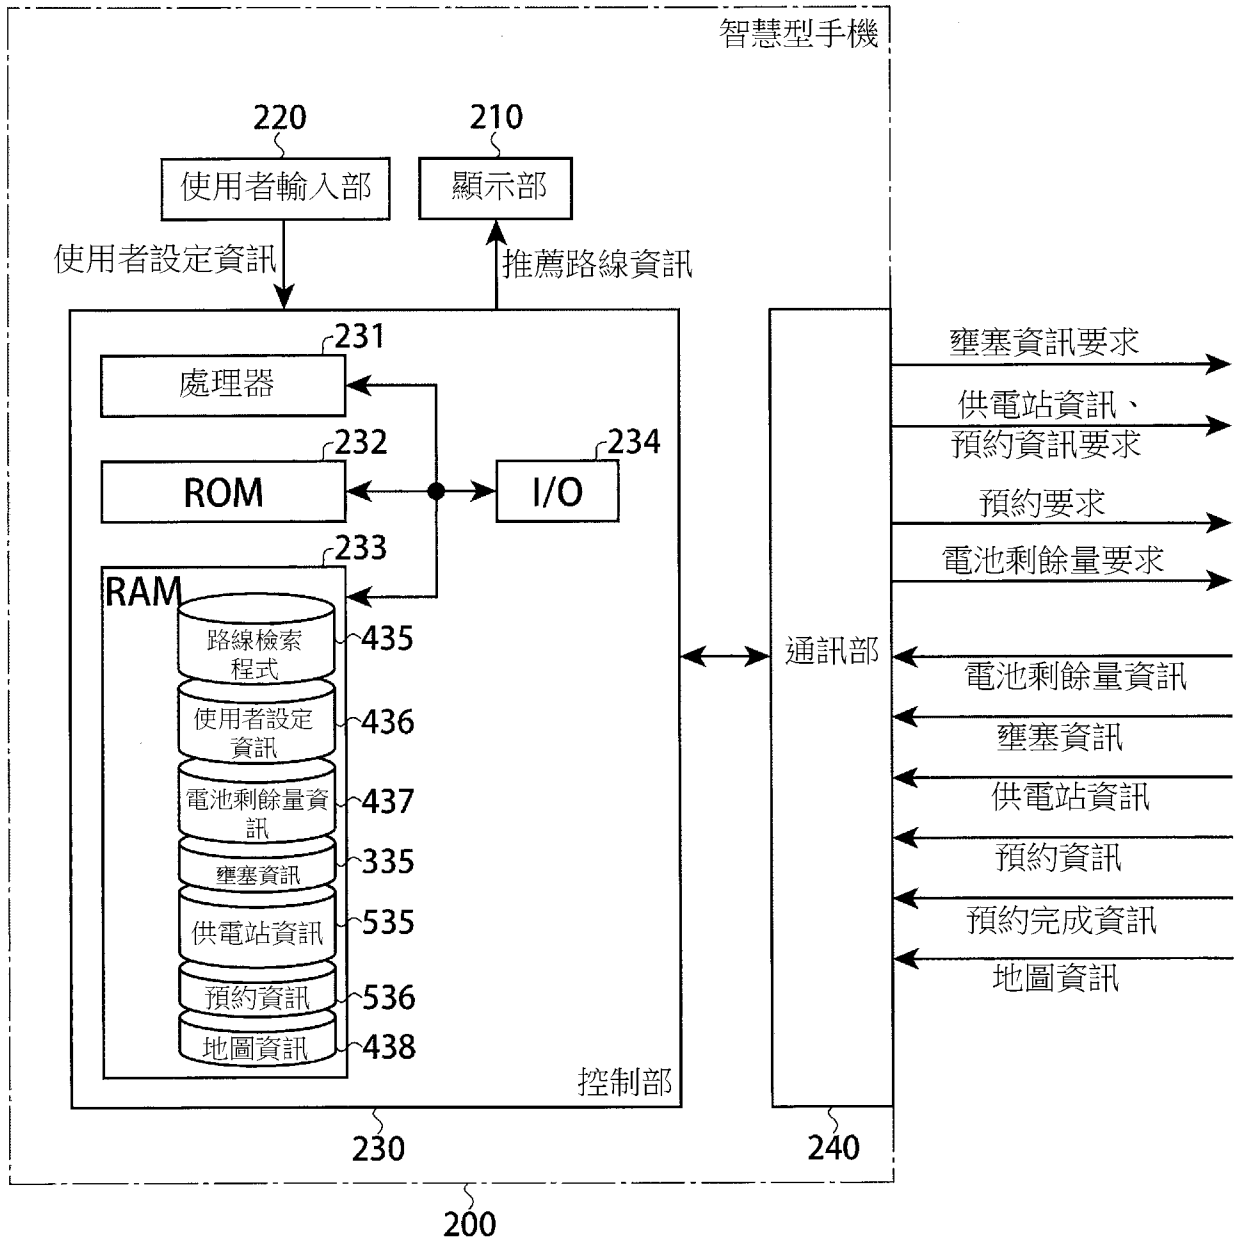 智慧型手機
220
210
使用者輸入部
顯示部
使用者設定資訊
推薦路線資訊
231
處理器
232
ROM
234
I/O
233
RAM
路線檢索
程式
435
使用者設定
資訊
436
電池剩餘量資
訊
437
壅塞資訊
335
供電站資訊
535
預約資訊
536
地圖資訊
438
控制部
230
通訊部
240
壅塞資訊要求
供電站資訊、
預約資訊要求
預約要求
電池剩餘量要求
電池剩餘量資訊
壅塞資訊
供電站資訊
預約資訊
預約完成資訊
地圖資訊
200